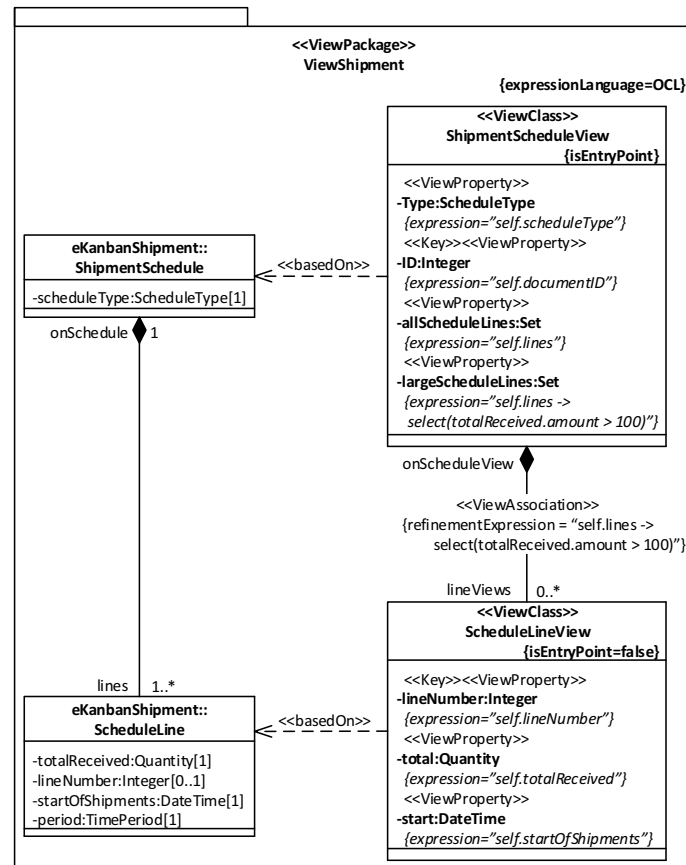 <<ViewPackage>>
ViewShipment
{expressionLanguage=OCL}
<<ViewClass>>
ShipmentScheduleView
{isEntryPoint}
<<ViewProperty>>
-Type:ScheduleType
{expression=”self.scheduleType”}
<<Key>><<ViewProperty>>
-ID:Integer
{expression=”self.documentID”}
<<ViewProperty>>
-allScheduleLines:Set
{expression=”self.lines”}
<<ViewProperty>>
-largeScheduleLines:Set
{expression=”self.lines ->
select(totalReceived.amount > 100)”}
<<basedOn>>
eKanbanShipment::
ShipmentSchedule
-scheduleType:ScheduleType[1]
onSchedule
1
onScheduleView
<<ViewAssociation>>
{refinementExpression = “self.lines ->
select(totalReceived.amount > 100)”}
lineViews
0..*
<<ViewClass>>
ScheduleLineView
{isEntryPoint=false}
<<Key>><<ViewProperty>>
-lineNumber:Integer
{expression=”self.lineNumber”}
<<ViewProperty>>
-total:Quantity
{expression=”self.totalReceived”}
<<ViewProperty>>
-start:DateTime
{expression=”self.startOfShipments”}
<<basedOn>>
lines
1..*
eKanbanShipment::
ScheduleLine
-totalReceived:Quantity[1]
-lineNumber:Integer[0..1]
-startOfShipments:DateTime[1]
-period:TimePeriod[1]